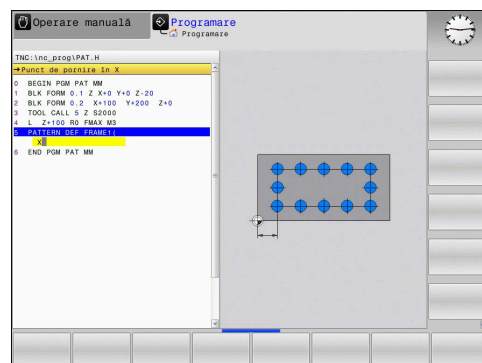 Operare manuală
Programare
Programare
TNC:\nc_prog\PAT.H
→Punct de pornire in X
0 BEGIN PGM PAT MM
1 BLK FORM 0.1 Z X+0 Y+0 Z-20
2 BLK FORM 0.2 X+100 Y+200 Z+0
3 TOOL CALL 5 Z S2000
4 L Z+100 R0 FMAX M3
5 PATTERN DEF FRAME1(
X
6 END PGM PAT MM